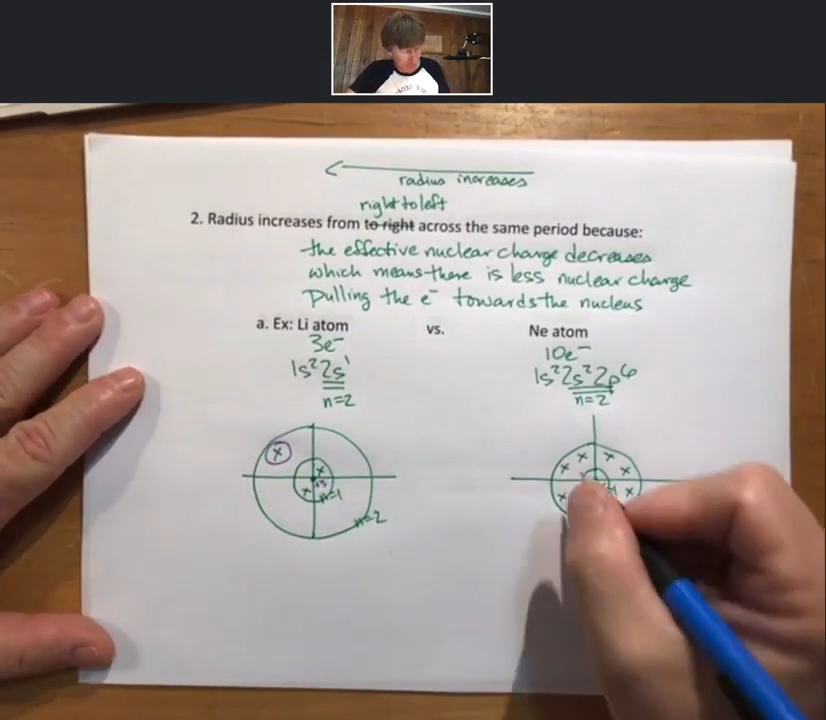 radius increases
right to left
2. Radius increases from to right across the same period because:
the effective nuclear charge decreases
which means there is less nuclear charge
pulling the e⁻ towards the nucleus
a. Ex: Li atom vs. Ne atom
3e⁻ 10e⁻
1s²2s¹ 1s²2s²2p⁶
n=2 n=2
x x x
x x x
x
+3
x n=1 x x
n=2